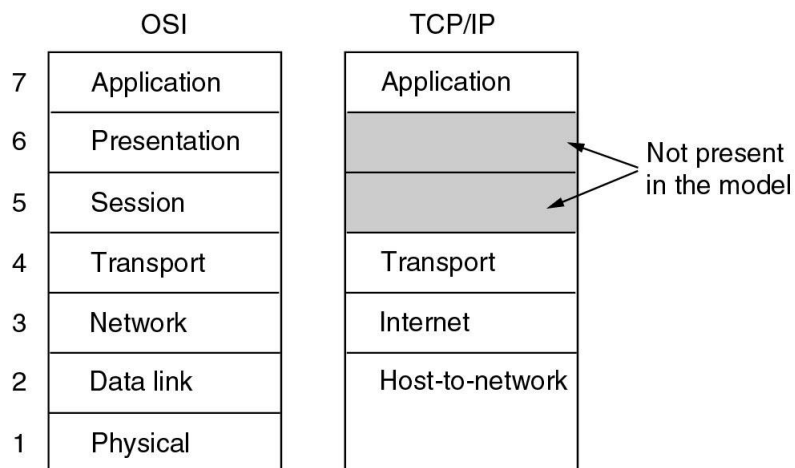 OSI TCP/IP
7 Application Application
6 Presentation
Not present
in the model
5 Session
4 Transport Transport
3 Network Internet
2 Data link Host-to-network
1 Physical